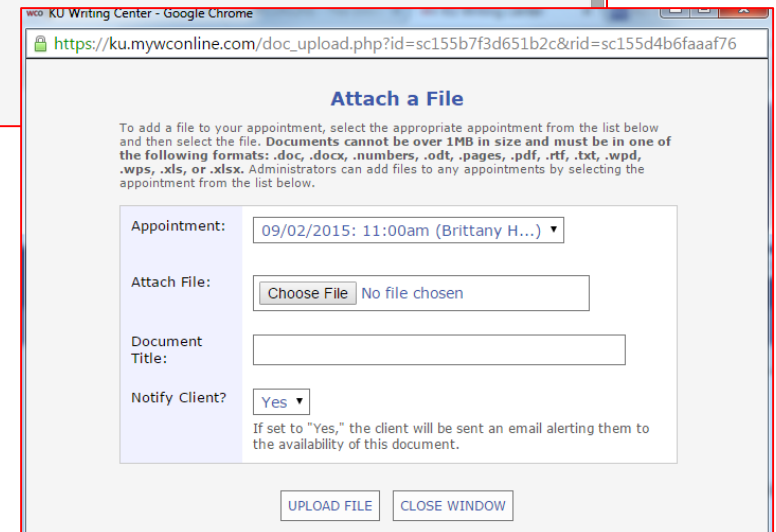 wco KU Writing Center - Google Chrome
https://ku.mywconline.com/doc_upload.php?id=sc155b7f3d651b2c&rid=sc155d4b6faaaf76
Attach a File
To add a file to your appointment, select the appropriate appointment from the list below
and then select the file. Documents cannot be over 1MB in size and must be in one of
the following formats: .doc, .docx, .numbers, .odt, .pages, .pdf, .rtf, .txt, .wpd,
.wps, .xls, or .xlsx. Administrators can add files to any appointments by selecting the
appointment from the list below.
Appointment: 09/02/2015: 11:00am (Brittany H...)
Attach File: Choose File No file chosen
Document
Title:
Notify Client? Yes
If set to "Yes," the client will be sent an email alerting them to
the availability of this document.
UPLOAD FILE CLOSE WINDOW